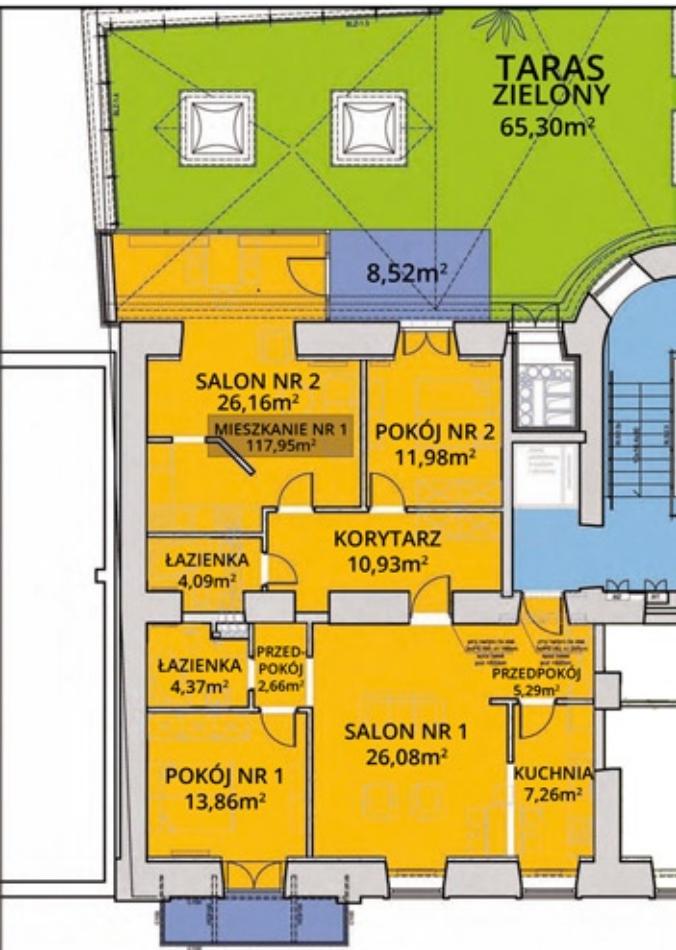 TARAS
ZIELONY
65,30m²
8,52m²
SALON NR 2
26,16m²
MIESZKANIE NR 1
117,95m²
POKÓJ NR 2
11,98m²
KORYTARZ
10,93m²
ŁAZIENKA
4,09m²
ŁAZIENKA
4,37m²
PRZED-
POKÓJ
2,66m²
PRZEDPOKÓJ
5,29m²
SALON NR 1
26,08m²
POKÓJ NR 1
13,86m²
KUCHNIA
7,26m²